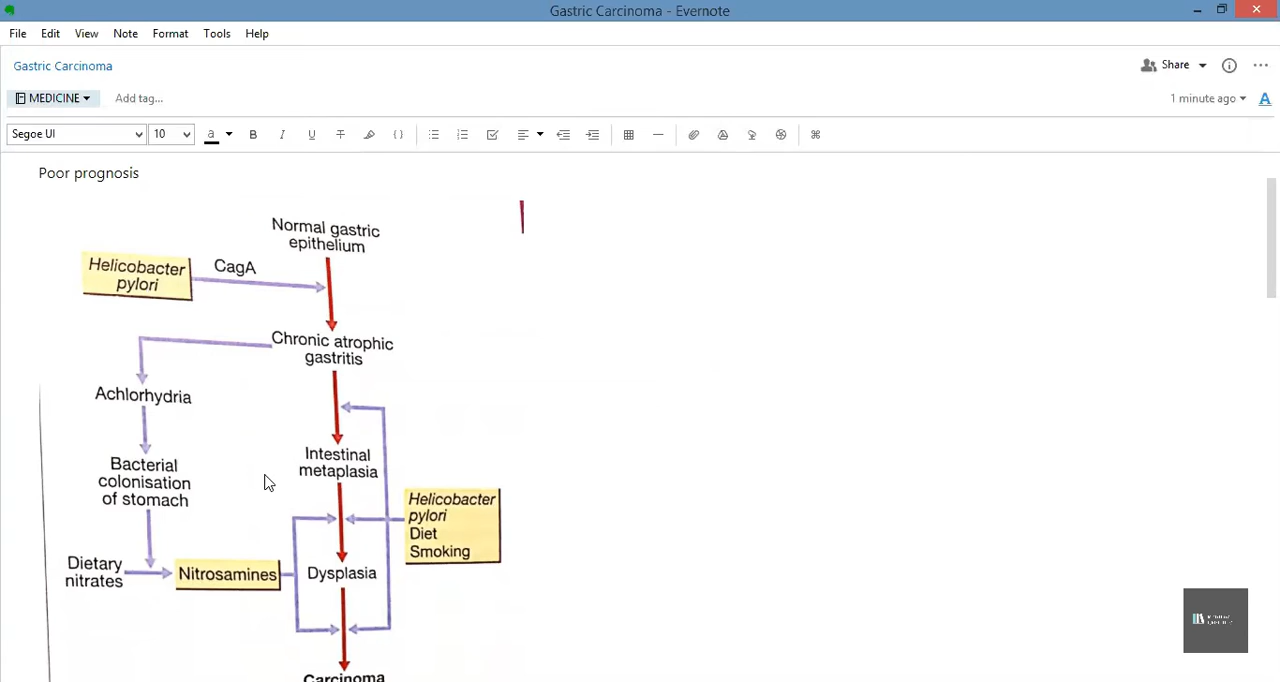 Gastric Carcinoma - Evernote
File Edit View Note Format Tools Help
Gastric Carcinoma
Share
MEDICINE
Add tag...
1 minute ago
A
Segoe UI
10
a
B
I
U
T
{ }
Poor prognosis
Normal gastric
epithelium
Helicobacter
pylori
CagA
Chronic atrophic
gastritis
Achlorhydria
Intestinal
metaplasia
Bacterial
colonisation
of stomach
Helicobacter
pylori
Diet
Smoking
Dietary
nitrates
Nitrosamines
Dysplasia
Carcinoma